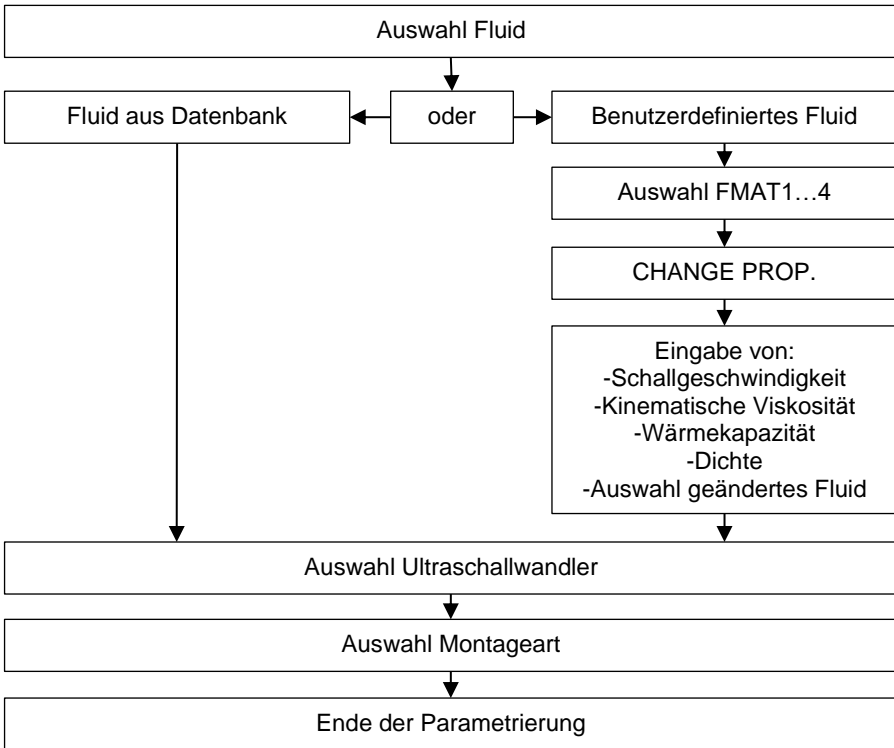 Auswahl Fluid
Fluid aus Datenbank
oder
Benutzerdefiniertes Fluid
Auswahl FMAT1…4
CHANGE PROP.
Eingabe von:
-Schallgeschwindigkeit
-Kinematische Viskosität
-Wärmekapazität
-Dichte
-Auswahl geändertes Fluid
Auswahl Ultraschallwandler
Auswahl Montageart
Ende der Parametrierung